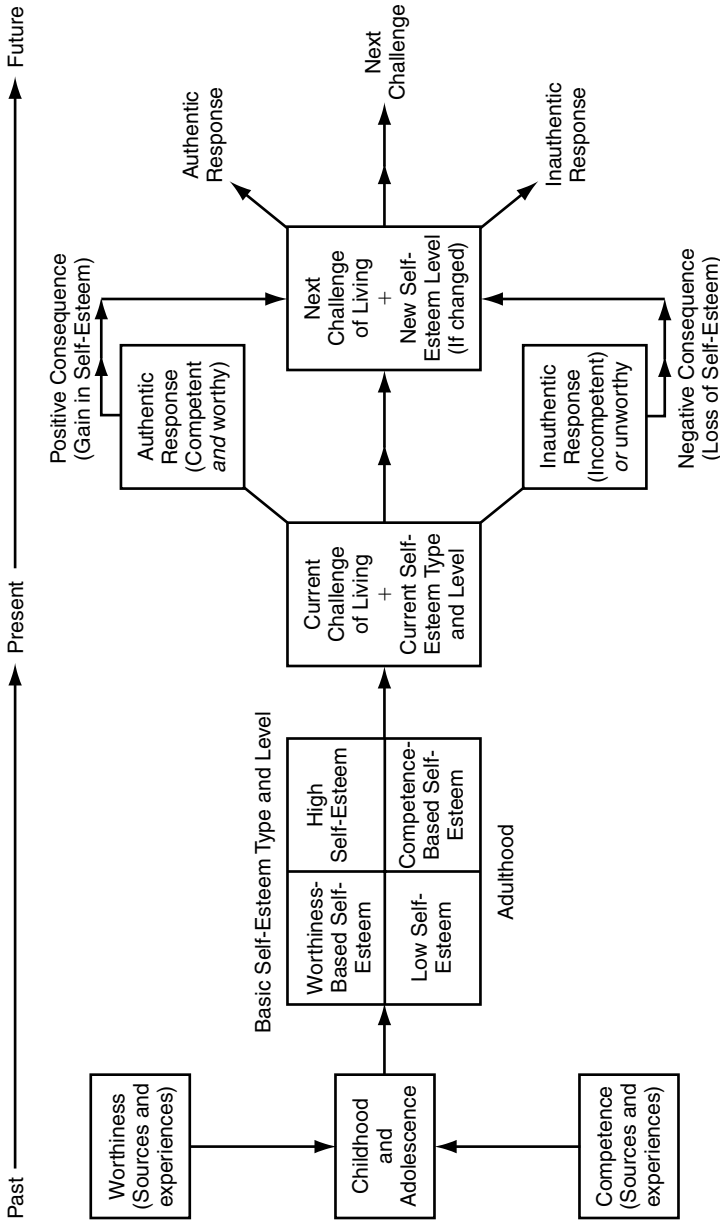 Past
Present
Future
Worthiness
(Sources and
experiences)
Childhood
and
Adolescence
Competence
(Sources and
experiences)
Basic Self-Esteem Type and Level
Worthiness-
Based Self-
Esteem
High
Self-Esteem
Low Self-
Esteem
Competence-
Based Self-
Esteem
Adulthood
Current
Challenge
of Living
+
Current Self-
Esteem Type
and Level
Positive Consequence
(Gain in Self-Esteem)
Authentic
Response
(Competent
and worthy)
Inauthentic
Response
(Incompetent)
or unworthy
Negative Consequence
(Loss of Self-Esteem)
Next
Challenge
of Living
+
New Self-
Esteem Level
(If changed)
Authentic
Response
Next
Challenge
Inauthentic
Response